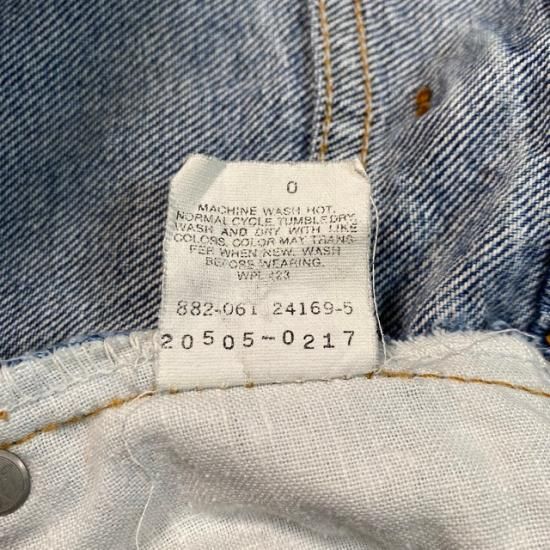 0
MACHINE WASH HOT.
NORMAL CYCLE, TUMBLE DRY.
WASH AND DRY WITH LIKE
COLORS. COLOR MAY TRANS-
FER WHEN NEW. WASH
BEFORE WEARING.
WPL 423
882-061 24169-5
20505-0217